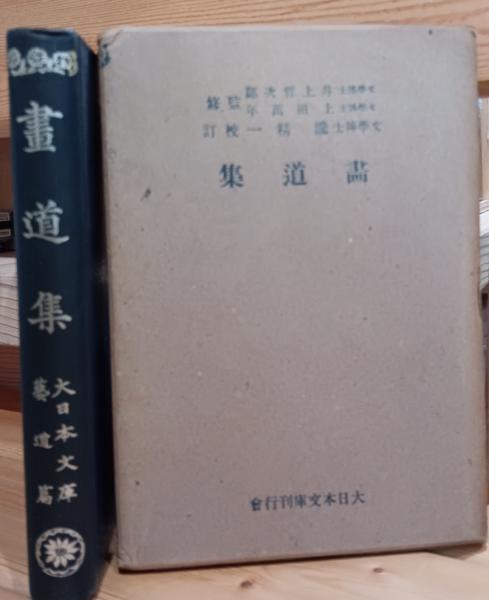 畫道集
大日本文庫
藝道篇
文學博士 井上哲次郎 監修
文學博士 上田萬年
文學博士 瀧精一 校訂
畫道集
大日本文庫刊行會